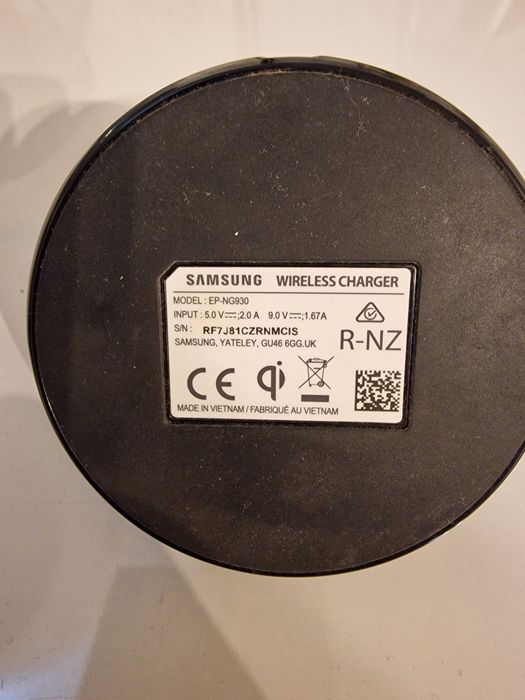 SAMSUNG WIRELESS CHARGER
MODEL : EP-NG930
INPUT : 5.0 V⎓;2.0 A 9.0 V⎓;1.67A
S/N : RF7J81CZRNMCIS
SAMSUNG, YATELEY, GU46 6GG.UK
R-NZ
CE qi
MADE IN VIETNAM / FABRIQUÉ AU VIETNAM